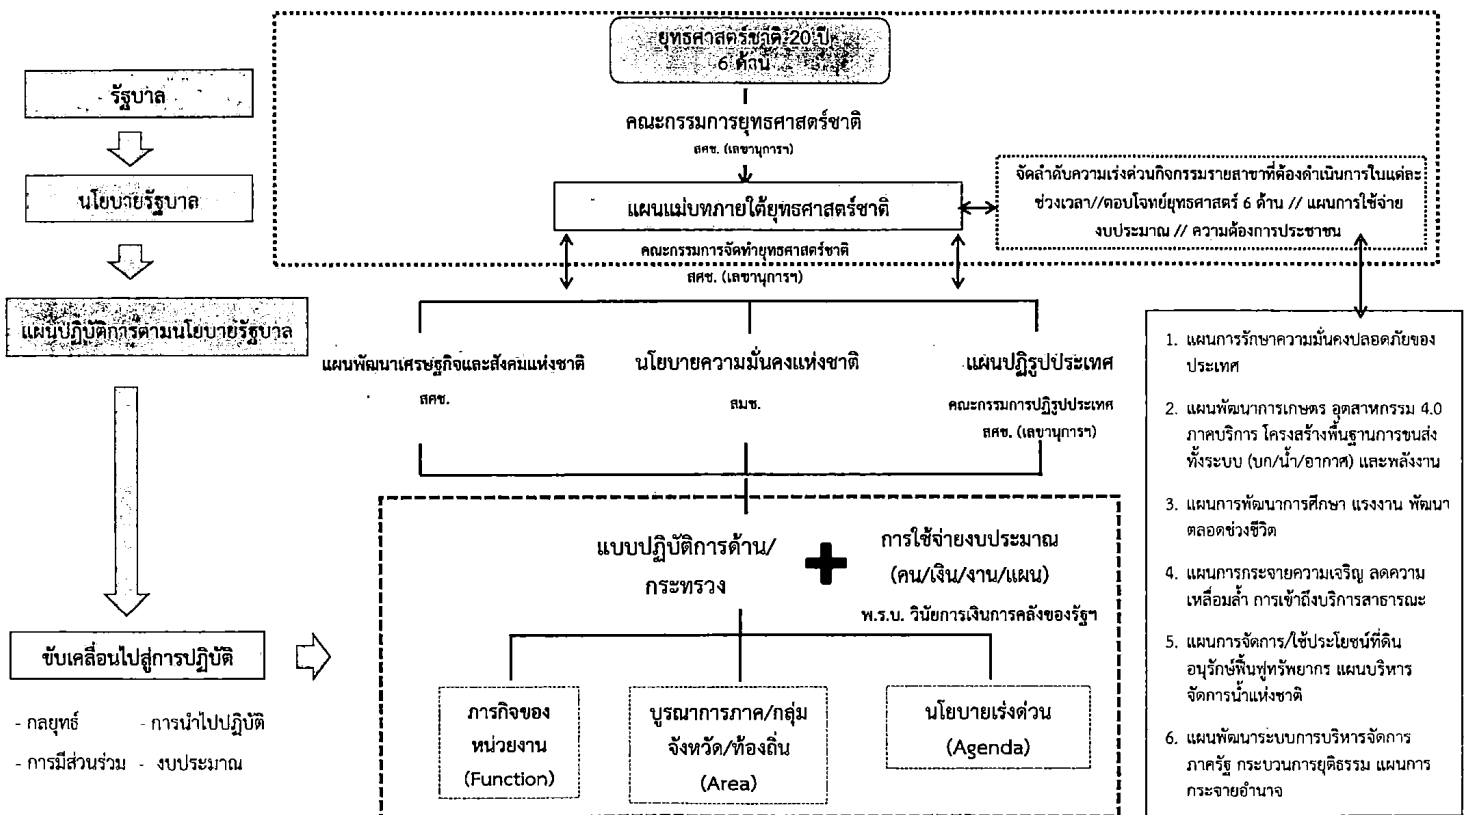 ยุทธศาสตร์ชาติ 20 ปี
6 ด้าน
คณะกรรมการยุทธศาสตร์ชาติ
สศช. (เลขานุการฯ)
แผนแม่บทภายใต้ยุทธศาสตร์ชาติ
คณะกรรมการจัดทำยุทธศาสตร์ชาติ
สศช. (เลขานุการฯ)
จัดลำดับความเร่งด่วนกิจกรรมรายสาขาที่ต้องดำเนินการในแต่ละ
ช่วงเวลา//ตอบโจทย์ยุทธศาสตร์ 6 ด้าน // แผนการใช้จ่าย
งบประมาณ // ความต้องการประชาชน
รัฐบาล
นโยบายรัฐบาล
แผนปฏิบัติการตามนโยบายรัฐบาล
ขับเคลื่อนไปสู่การปฏิบัติ
- กลยุทธ์ - การนำไปปฏิบัติ
- การมีส่วนร่วม - งบประมาณ
แผนพัฒนาเศรษฐกิจและสังคมแห่งชาติ
สศช.
นโยบายความมั่นคงแห่งชาติ
สมช.
แผนปฏิรูปประเทศ
คณะกรรมการปฏิรูปประเทศ
สศช. (เลขานุการฯ)
แบบปฏิบัติการด้าน/
กระทรวง
การใช้จ่ายงบประมาณ
(คน/เงิน/งาน/แผน)
พ.ร.บ. วินัยการเงินการคลังของรัฐฯ
ภารกิจของ
หน่วยงาน
(Function)
บูรณาการภาค/กลุ่ม
จังหวัด/ท้องถิ่น
(Area)
นโยบายเร่งด่วน
(Agenda)
1. แผนการรักษาความมั่นคงปลอดภัยของ
ประเทศ
2. แผนพัฒนาการเกษตร อุตสาหกรรม 4.0
ภาคบริการ โครงสร้างพื้นฐานการขนส่ง
ทั้งระบบ (บก/น้ำ/อากาศ) และพลังงาน
3. แผนการพัฒนาการศึกษา แรงงาน พัฒนา
ตลอดช่วงชีวิต
4. แผนการกระจายความเจริญ ลดความ
เหลื่อมล้ำ การเข้าถึงบริการสาธารณะ
5. แผนการจัดการ/ใช้ประโยชน์ที่ดิน
อนุรักษ์ฟื้นฟูทรัพยากร แผนบริหาร
จัดการน้ำแห่งชาติ
6. แผนพัฒนาระบบการบริหารจัดการ
ภาครัฐ กระบวนการยุติธรรม แผนการ
กระจายอำนาจ